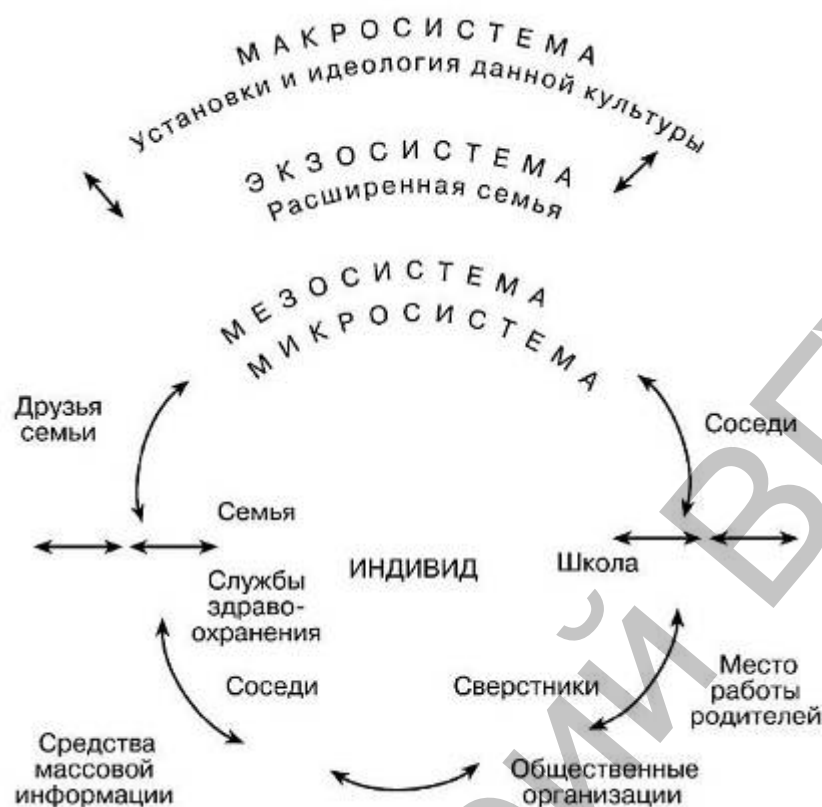 МАКРОСИСТЕМА
Установки и идеология данной культуры
ЭКЗОСИСТЕМА
Расширенная семья
МЕЗОСИСТЕМА
МИКРОСИСТЕМА
Друзья
семьи
Соседи
Семья
ИНДИВИД
Школа
Службы
здраво-
охранения
Соседи
Сверстники
Место
работы
родителей
Средства
массовой
информации
Общественные
организации